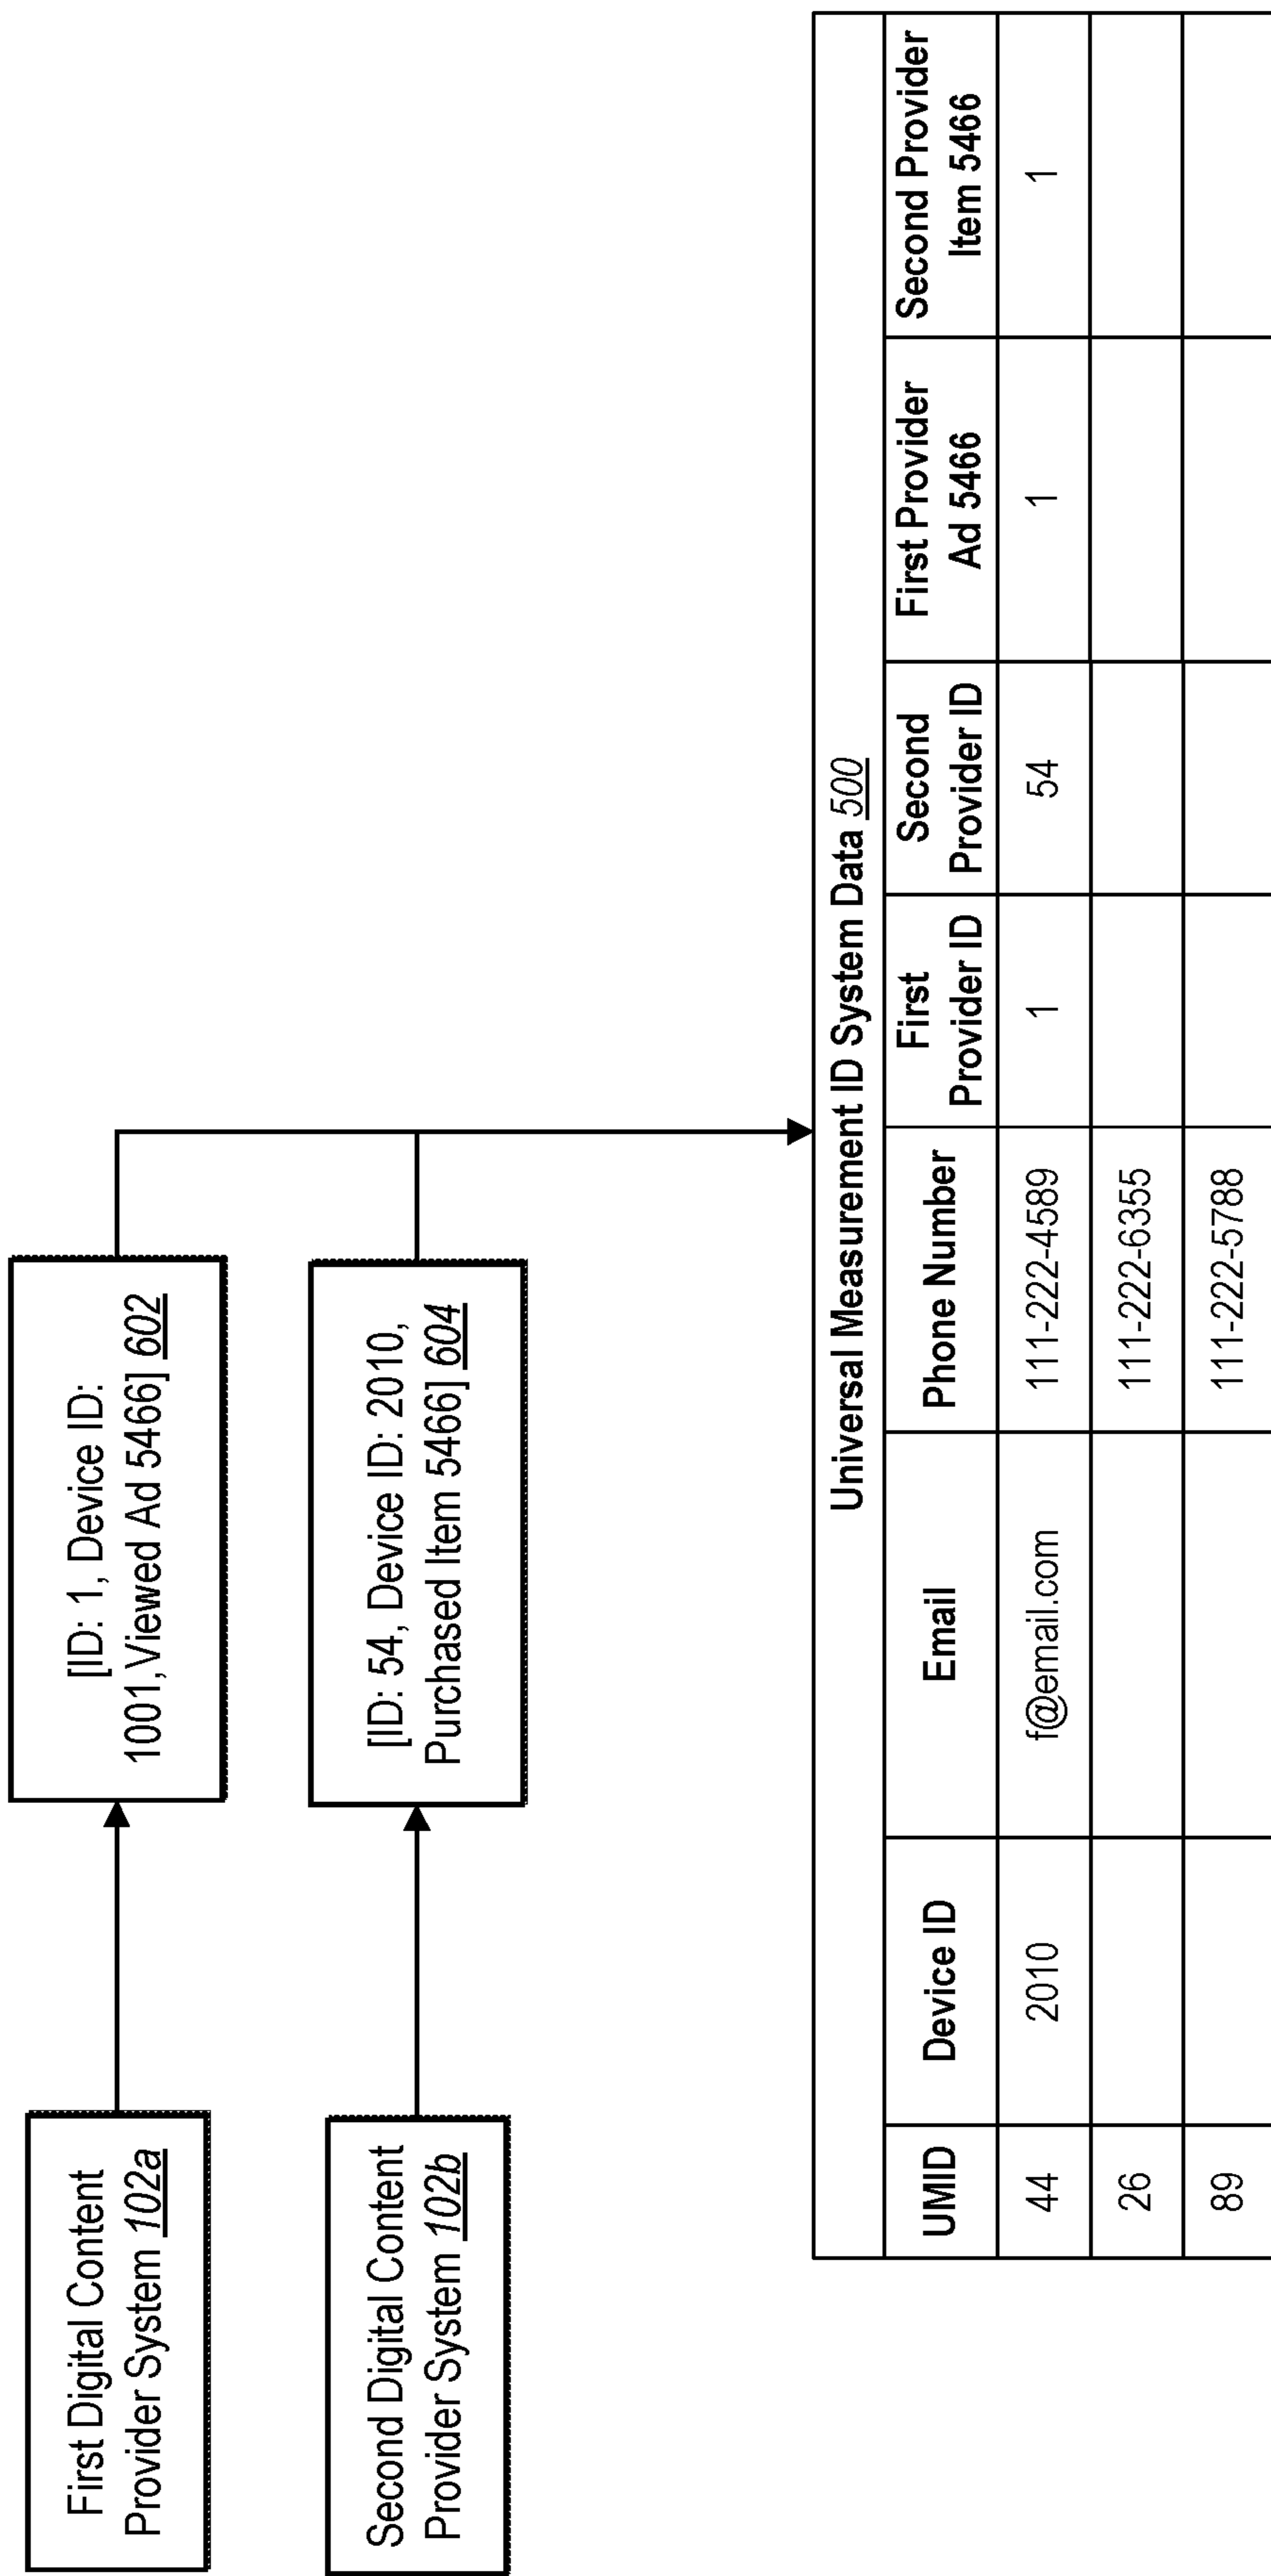 First Digital Content
Provider System 102a
[ID: 1, Device ID:
1001,Viewed Ad 5466] 602
Second Digital Content
Provider System 102b
[ID: 54, Device ID: 2010,
Purchased Item 5466] 604
Universal Measurement ID System Data 500
UMID
Device ID
Email
Phone Number
First
Provider ID
Second
Provider ID
First Provider
Ad 5466
Second Provider
Item 5466
44
2010
f@email.com
111-222-4589
1
54
1
1
26
111-222-6355
89
111-222-5788